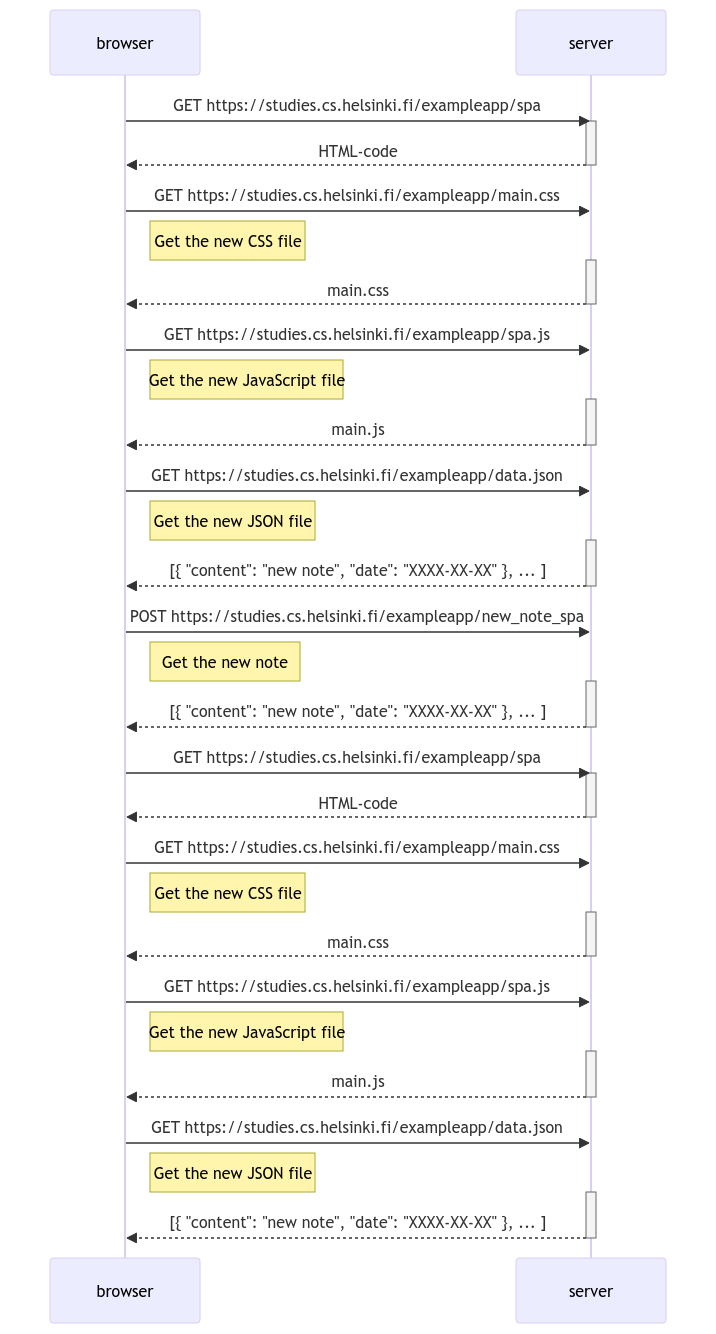 browser
server
GET https://studies.cs.helsinki.fi/exampleapp/spa
HTML-code
GET https://studies.cs.helsinki.fi/exampleapp/main.css
Get the new CSS file
main.css
GET https://studies.cs.helsinki.fi/exampleapp/spa.js
Get the new JavaScript file
main.js
GET https://studies.cs.helsinki.fi/exampleapp/data.json
Get the new JSON file
[{ "content": "new note", "date": "XXXX-XX-XX" }, ... ]
POST https://studies.cs.helsinki.fi/exampleapp/new_note_spa
Get the new note
[{ "content": "new note", "date": "XXXX-XX-XX" }, ... ]
GET https://studies.cs.helsinki.fi/exampleapp/spa
HTML-code
GET https://studies.cs.helsinki.fi/exampleapp/main.css
Get the new CSS file
main.css
GET https://studies.cs.helsinki.fi/exampleapp/spa.js
Get the new JavaScript file
main.js
GET https://studies.cs.helsinki.fi/exampleapp/data.json
Get the new JSON file
[{ "content": "new note", "date": "XXXX-XX-XX" }, ... ]
browser
server